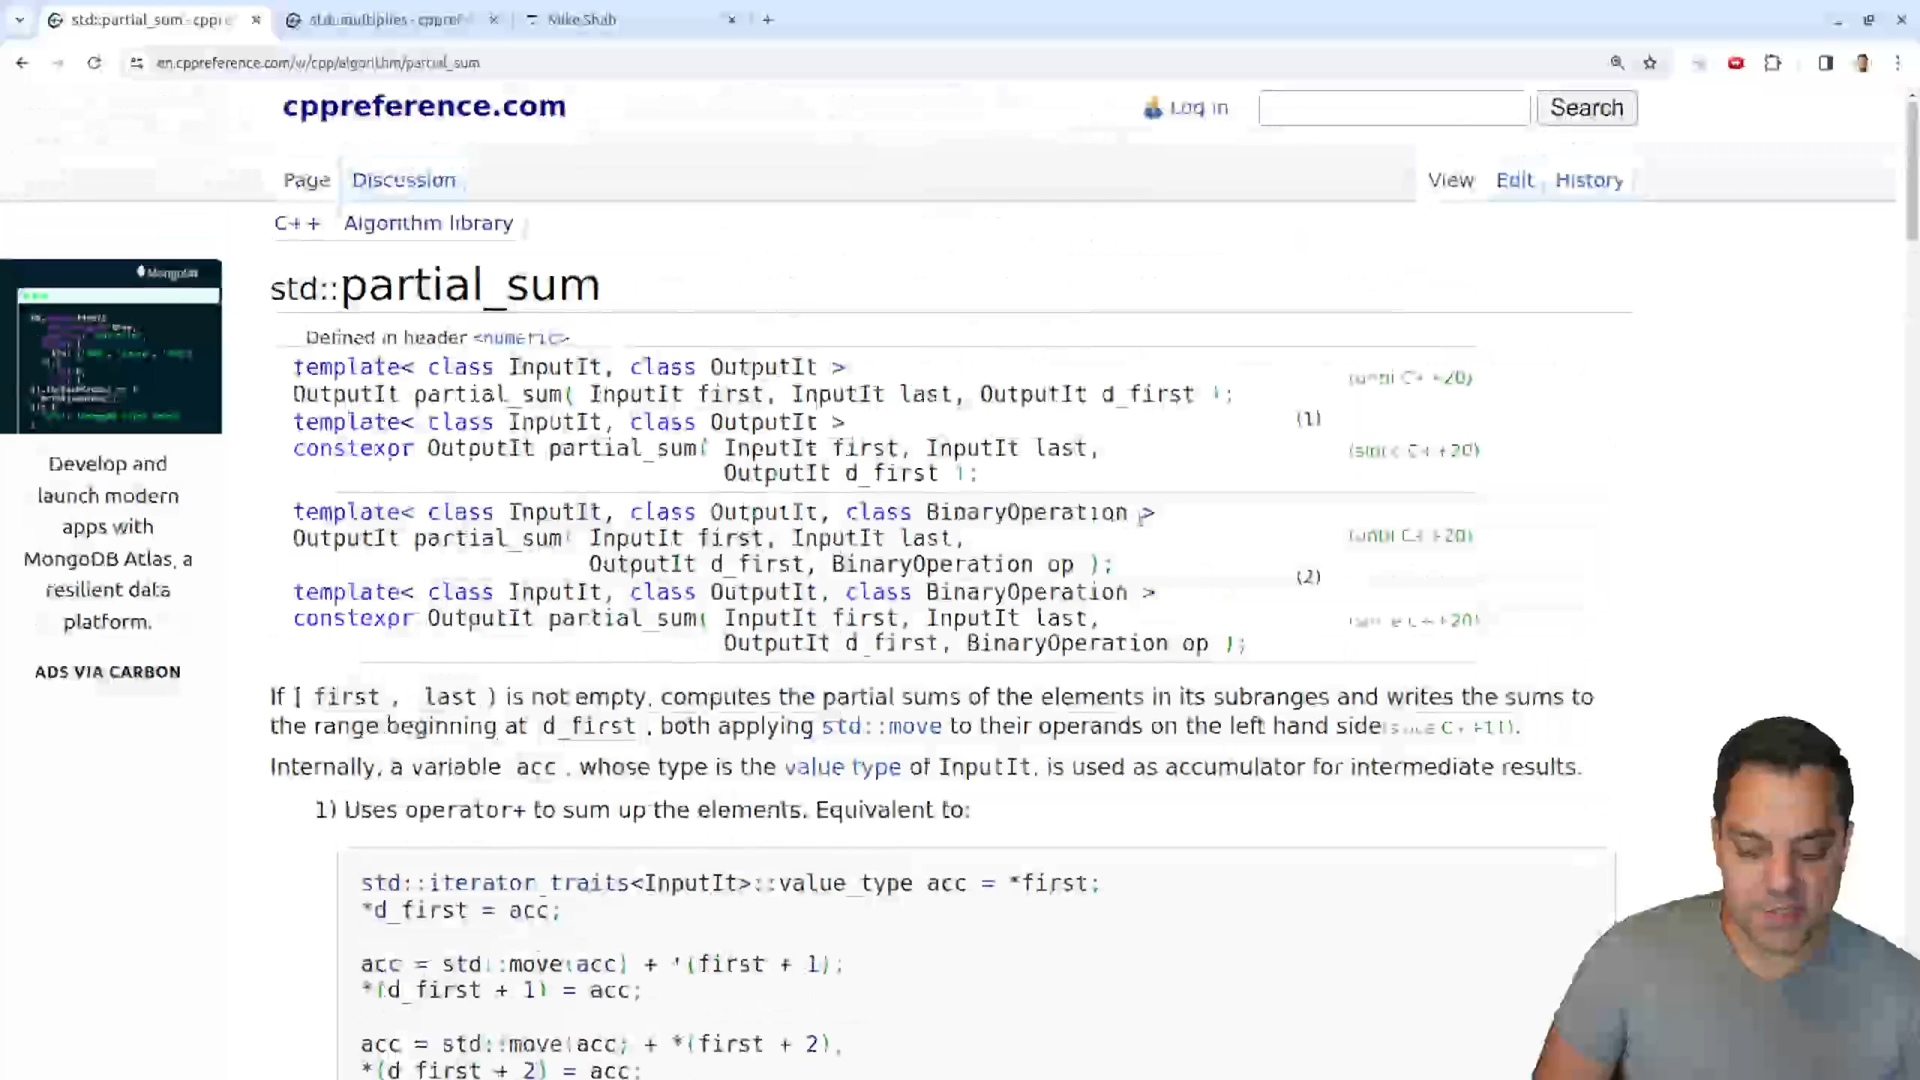 std::partial_sum - cppre
std::multiplies - cppref
Mike Shah
en.cppreference.com/w/cpp/algorithm/partial_sum
cppreference.com
Log in
Search
Page
Discussion
View
Edit
History
C++
Algorithm library
std::partial_sum
Defined in header <numeric>
template< class InputIt, class OutputIt >
OutputIt partial_sum( InputIt first, InputIt last, OutputIt d_first );
(until C++20)
template< class InputIt, class OutputIt >
(1)
constexpr OutputIt partial_sum( InputIt first, InputIt last,
OutputIt d_first );
(since C++20)
template< class InputIt, class OutputIt, class BinaryOperation >
OutputIt partial_sum( InputIt first, InputIt last,
OutputIt d_first, BinaryOperation op );
(until C++20)
(2)
template< class InputIt, class OutputIt, class BinaryOperation >
constexpr OutputIt partial_sum( InputIt first, InputIt last,
OutputIt d_first, BinaryOperation op );
(since C++20)
MongoDB
Develop and
launch modern
apps with
MongoDB Atlas, a
resilient data
platform.
ADS VIA CARBON
If [ first , last ) is not empty, computes the partial sums of the elements in its subranges and writes the sums to
the range beginning at d_first , both applying std::move to their operands on the left hand side(since C++11).
Internally, a variable acc , whose type is the value type of InputIt, is used as accumulator for intermediate results.
1) Uses operator+ to sum up the elements. Equivalent to:
std::iterator_traits<InputIt>::value_type acc = *first;
*d_first = acc;
acc = std::move(acc) + *(first + 1);
*(d_first + 1) = acc;
acc = std::move(acc) + *(first + 2);
*(d_first + 2) = acc;